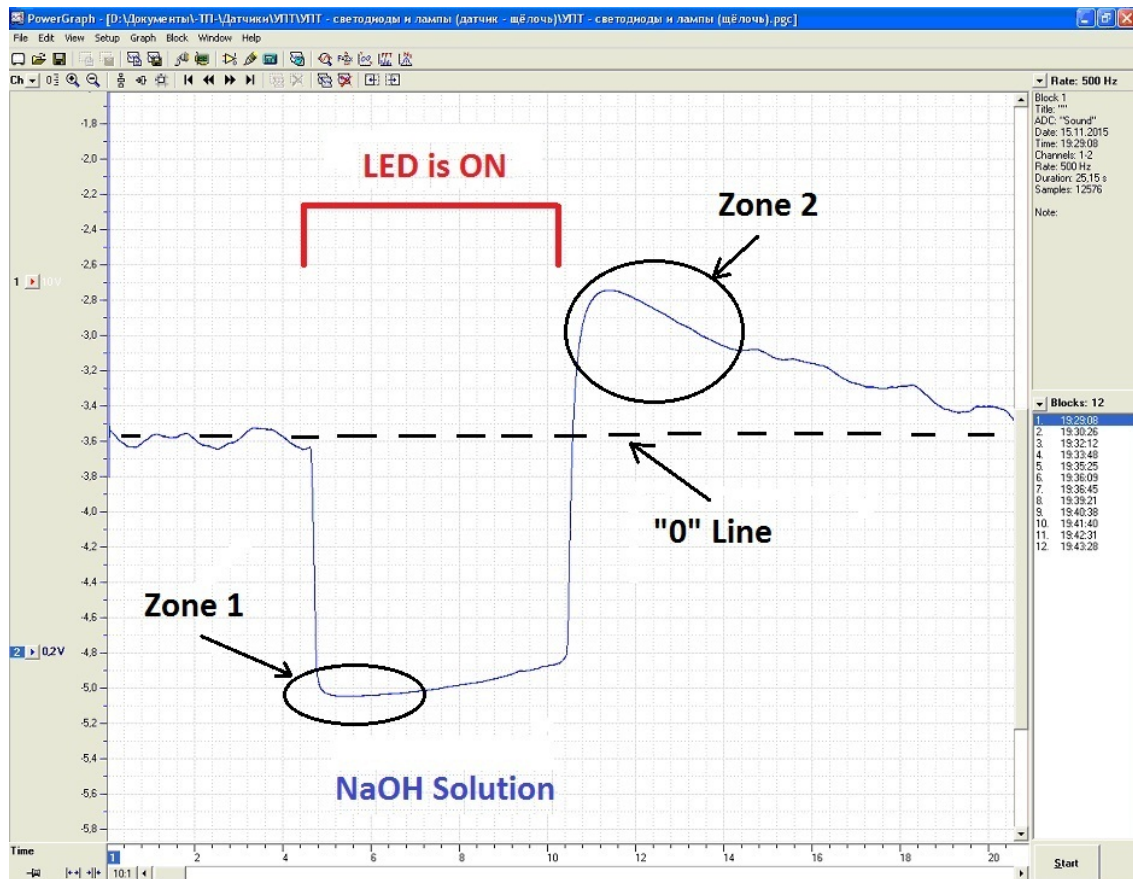 PowerGraph - [D:\Документы\-ТП-\Датчики\УПТ\УПТ - светодиоды и лампы (датчик - щёлочь)\УПТ - светодиоды и лампы (щёлочь).pgc]
File Edit View Setup Graph Block Window Help
Ch
Rate: 500 Hz
Block 1
Title: ""
ADC: "Sound"
Date: 15.11.2015
Time: 19:29:08
Channels: 1-2
Rate: 500 Hz
Duration: 25,15 s
Samples: 12576
Note:
-1,8
-2,0
-2,2
-2,4
-2,6
-2,8
-3,0
-3,2
-3,4
-3,6
-3,8
-4,0
-4,2
-4,4
-4,6
-4,8
-5,0
-5,2
-5,4
-5,6
-5,8
1 10V
2 0,2V
LED is ON
Zone 2
"0" Line
Zone 1
NaOH Solution
Blocks: 12
1. 19:29:08
2. 19:30:26
3. 19:32:12
4. 19:33:48
5. 19:35:25
6. 19:36:09
7. 19:36:45
8. 19:39:21
9. 19:40:38
10. 19:41:40
11. 19:42:31
12. 19:43:28
Time
1 2 4 6 8 10 12 14 16 18 20
10:1
Start